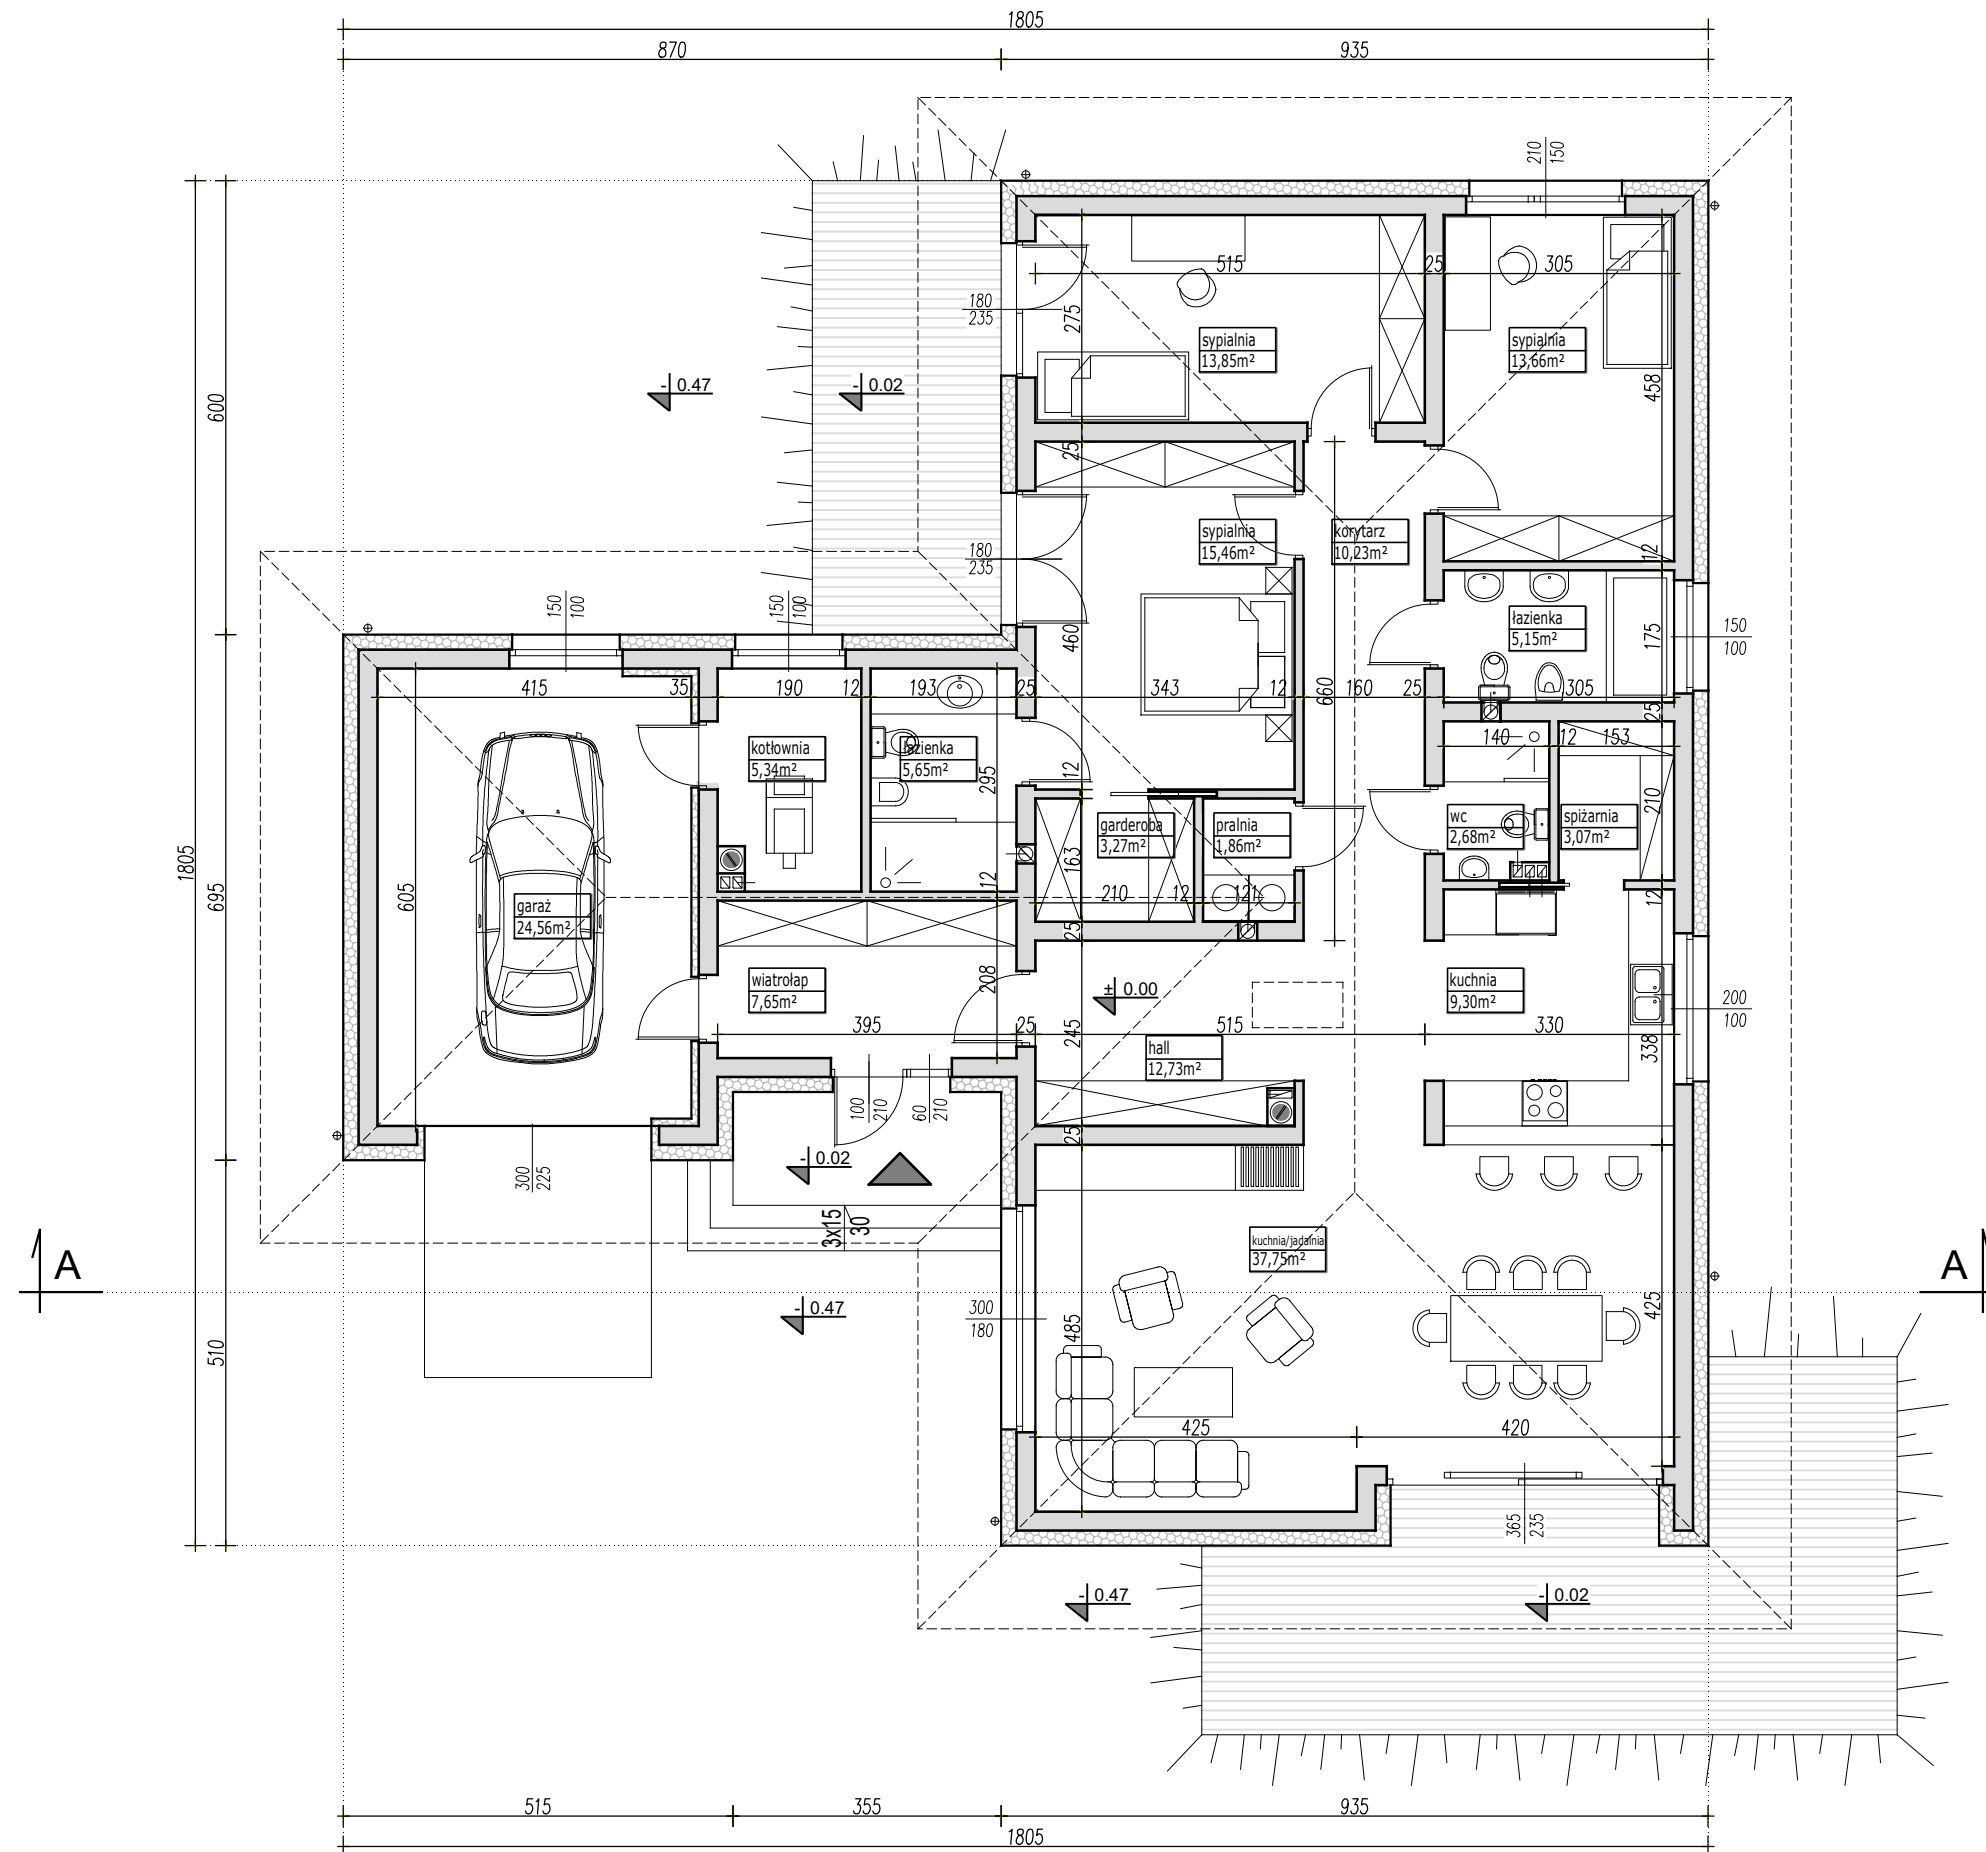 1805
870
935
210
150
515
25
305
180
235
275
sypialnia
13,85m²
sypialnia
13,66m²
458
600
- 0.47
- 0.02
25
sypialnia
15,46m²
korytarz
10,23m²
12
180
235
150
100
150
100
łazienka
5,15m²
175
150
100
460
660
415
35
190
12
193
25
343
12
160
25
305
25
140
12
153
kotłownia
5,34m²
łazienka
5,65m²
295
12
210
garderoba
3,27m²
pralnia
1,86m²
wc
2,68m²
spiżarnia
3,07m²
163
1805
695
605
garaż
24,56m²
12
210
12
121
12
25
wiatrołap
7,65m²
208
± 0.00
kuchnia
9,30m²
200
100
395
25
245
515
330
338
hall
12,73m²
100
210
60
210
25
- 0.02
300
225
3x15
30
kuchnia/jadalnia
37,75m²
A
A
- 0.47
300
180
485
425
510
425
420
365
235
- 0.47
- 0.02
515
355
935
1805